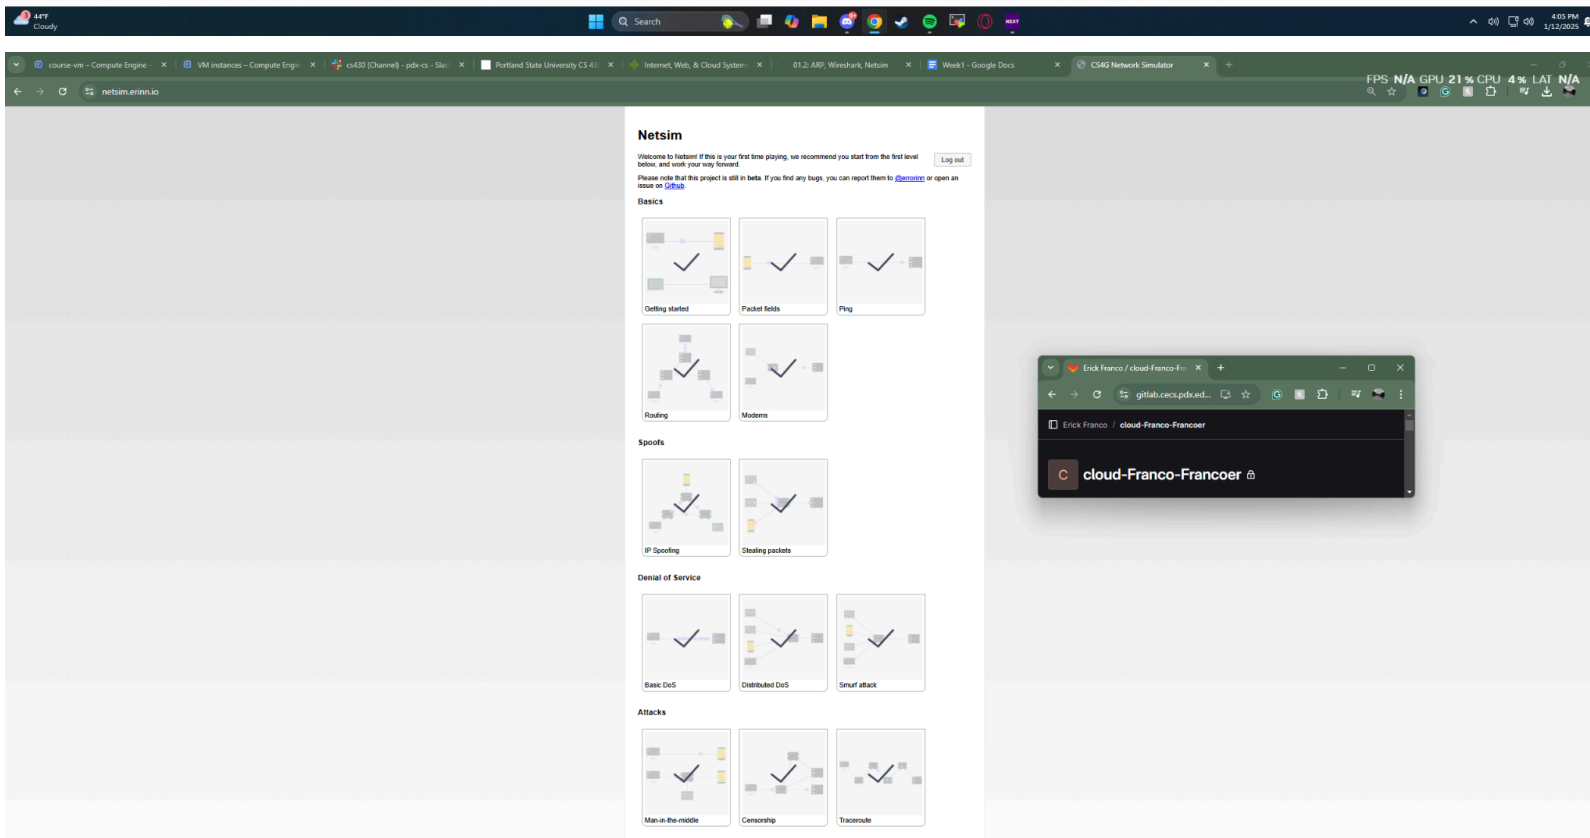 3
44°F
Cloudy
Search
NEXT
4:05 PM
1/12/2025
course-vm – Compute Engine -
VM instances – Compute Engin
cs430 (Channel) - pdx-cs - Slac
Portland State University CS 43
Internet, Web, & Cloud System
01.2: ARP, Wireshark, Netsim
Week1 - Google Docs
CS4G Network Simulator
FPS N/A GPU 21 % CPU 4 % LAT N/A
netsim.erinn.io
Netsim
Welcome to Netsim! If this is your first time playing, we recommend you start from the first level
below, and work your way forward.
Log out
Please note that this project is still in beta. If you find any bugs, you can report them to @errorinn or open an
issue on Github.
Basics
Getting started
Packet fields
Ping
Routing
Modems
Spoofs
IP Spoofing
Stealing packets
Denial of Service
Basic DoS
Distributed DoS
Smurf attack
Attacks
Man-in-the-middle
Censorship
Traceroute
Erick Franco / cloud-Franco-Fra
gitlab.cecs.pdx.ed...
Erick Franco / cloud-Franco-Francoer
C cloud-Franco-Francoer